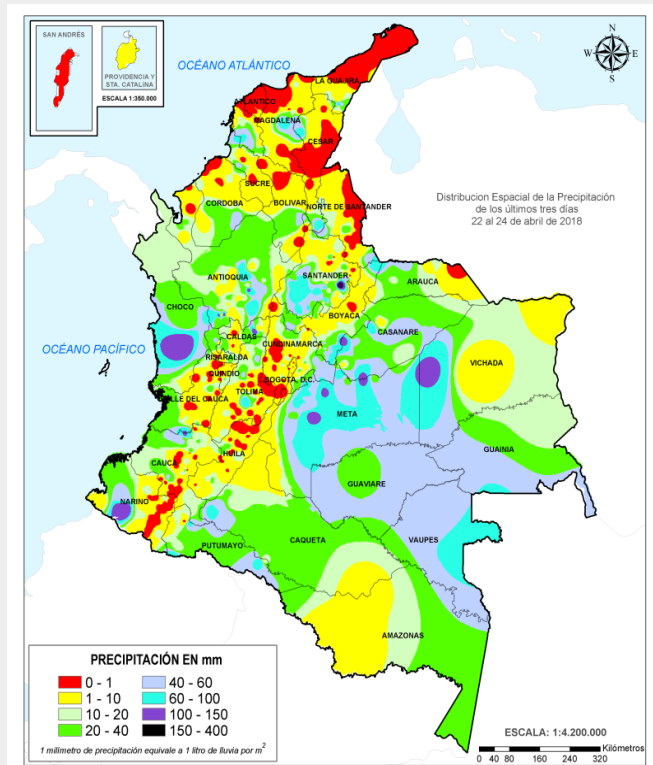 SAN ANDRÉS
PROVIDENCIA Y
STA. CATALINA
ESCALA 1:350.000
OCÉANO ATLÁNTICO
N
W
E
S
LA GUAJIRA
ATLANTICO
MAGDALENA
CESAR
SUCRE
CORDOBA
BOLIVAR
NORTE DE SANTANDER
Distribucion Espacial de la Precipitación
de los últimos tres días
22 al 24 de abril de 2018
ANTIOQUIA
SANTANDER
ARAUCA
CHOCO
BOYACA
CASANARE
OCÉANO PACÍFICO
CALDAS
CUNDINAMARCA
RISARALDA
VICHADA
QUINDIO
BOGOTA, D.C.
TOLIMA
VALLE DEL CAUCA
META
GUAINIA
CAUCA
HUILA
GUAVIARE
NARIÑO
PUTUMAYO
CAQUETA
VAUPES
AMAZONAS
PRECIPITACIÓN EN mm
0 - 1
40 - 60
1 - 10
60 - 100
10 - 20
100 - 150
20 - 40
150 - 400
1 milímetro de precipitación equivale a 1 litro de lluvia por m2
ESCALA: 1:4.200.000
Kilómetros
0 40 80 160 240 320